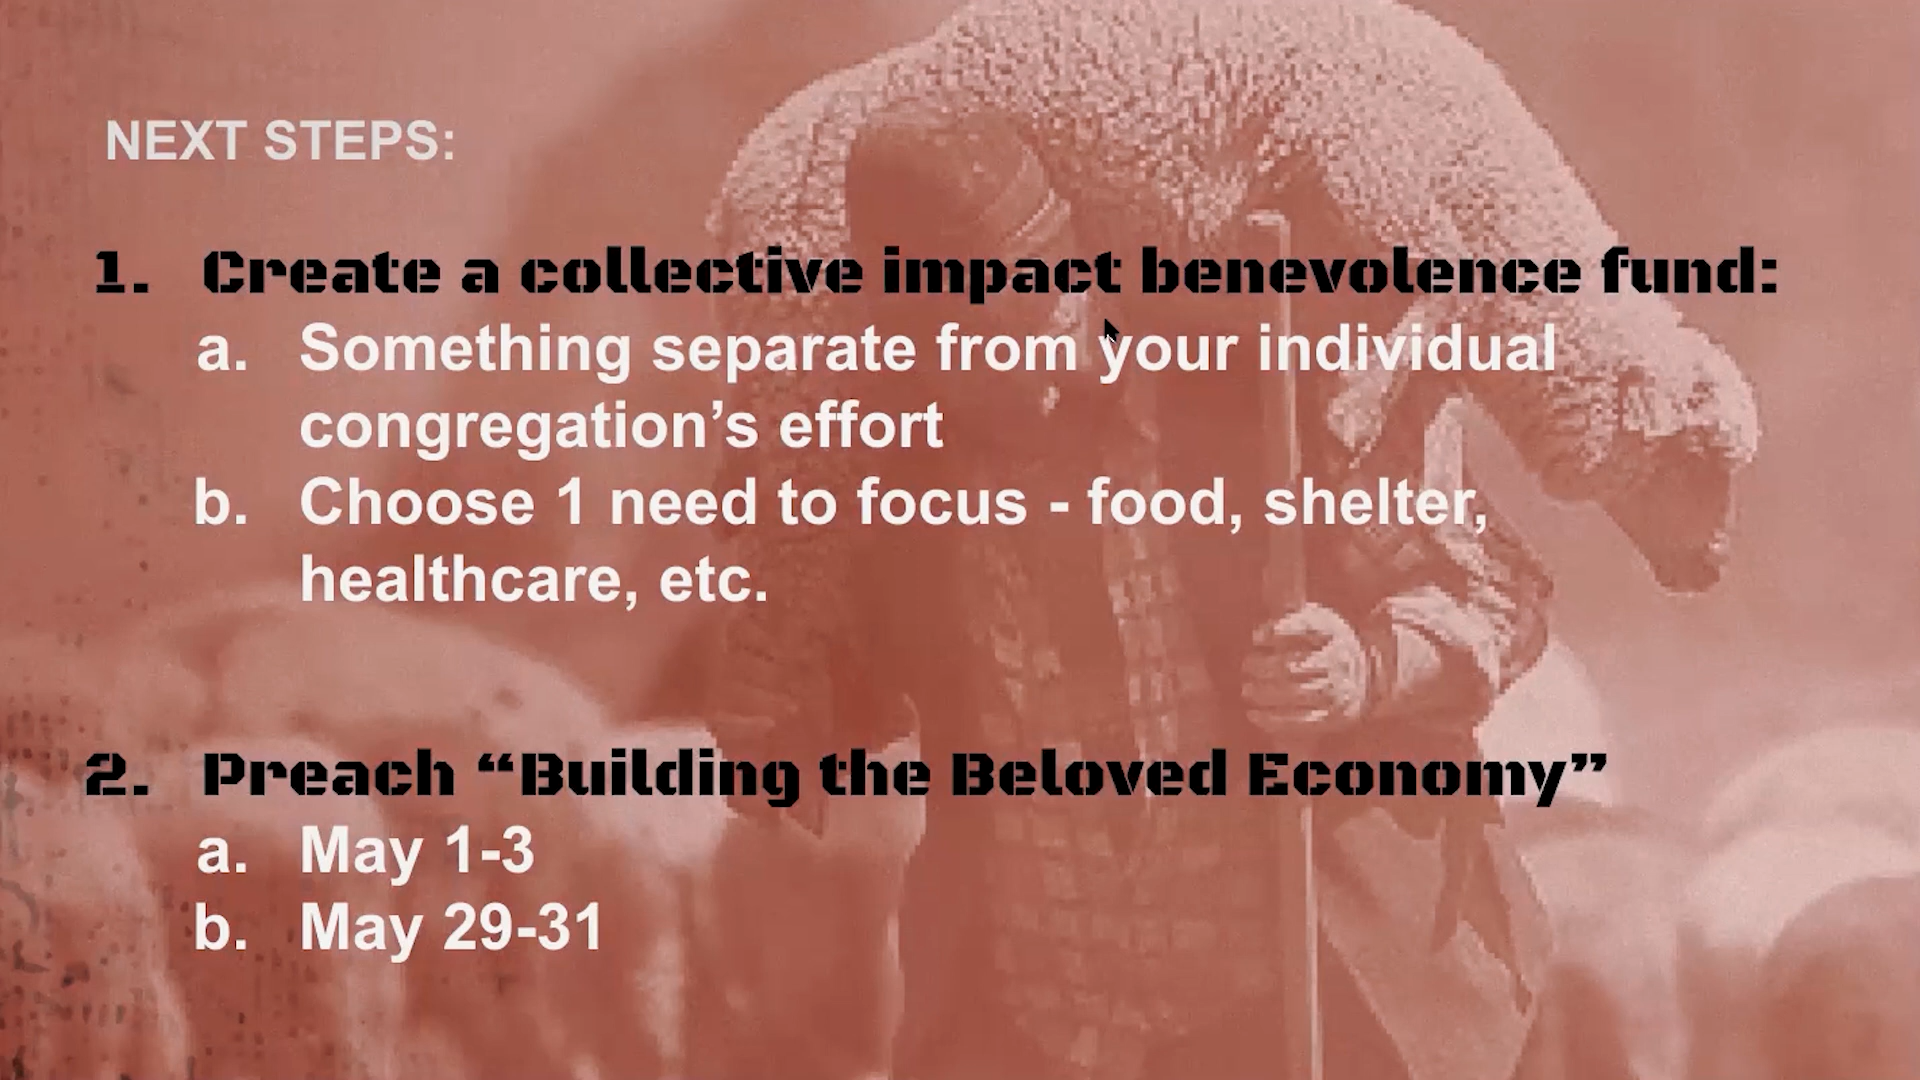 NEXT STEPS:
1. Create a collective impact benevolence fund:
a. Something separate from your individual
congregation’s effort
b. Choose 1 need to focus - food, shelter,
healthcare, etc.
2. Preach “Building the Beloved Economy”
a. May 1-3
b. May 29-31